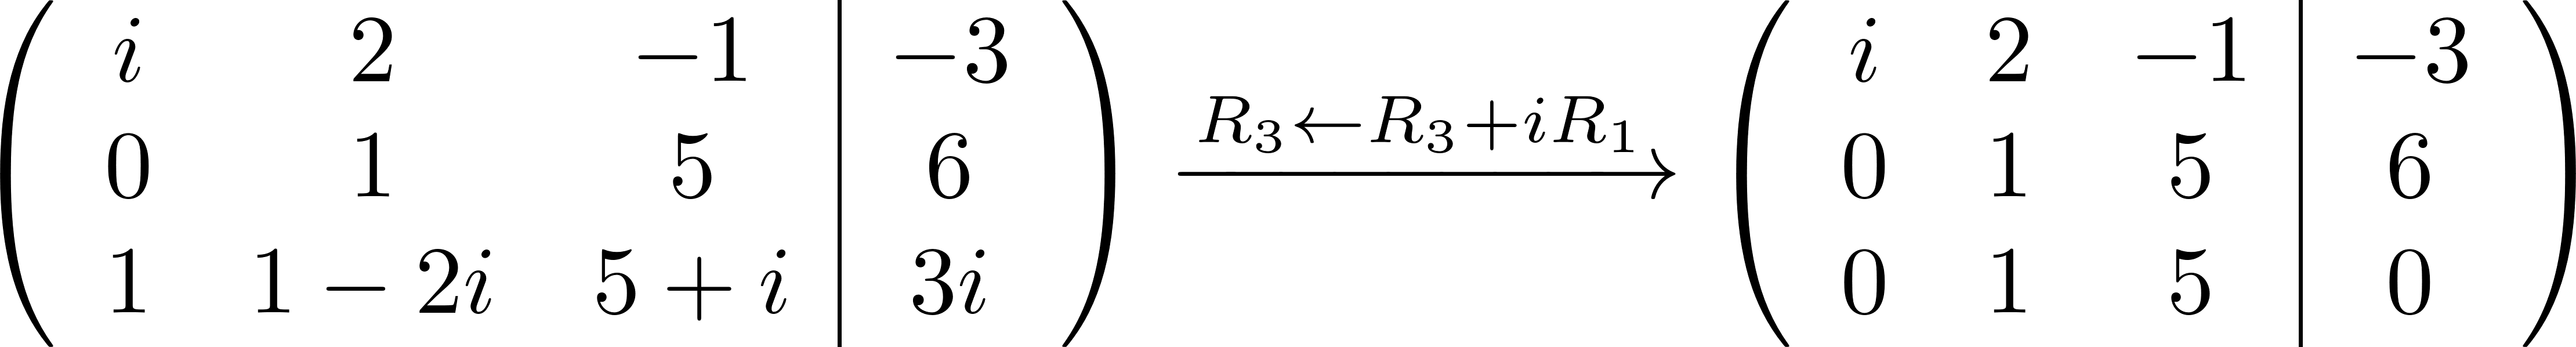 i 2 −1 | −3 R₃←R₃+iR₁ i 2 −1 | −3
0 1 5 | 6 0 1 5 | 6
1 1 − 2i 5 + i | 3i 0 1 5 | 0